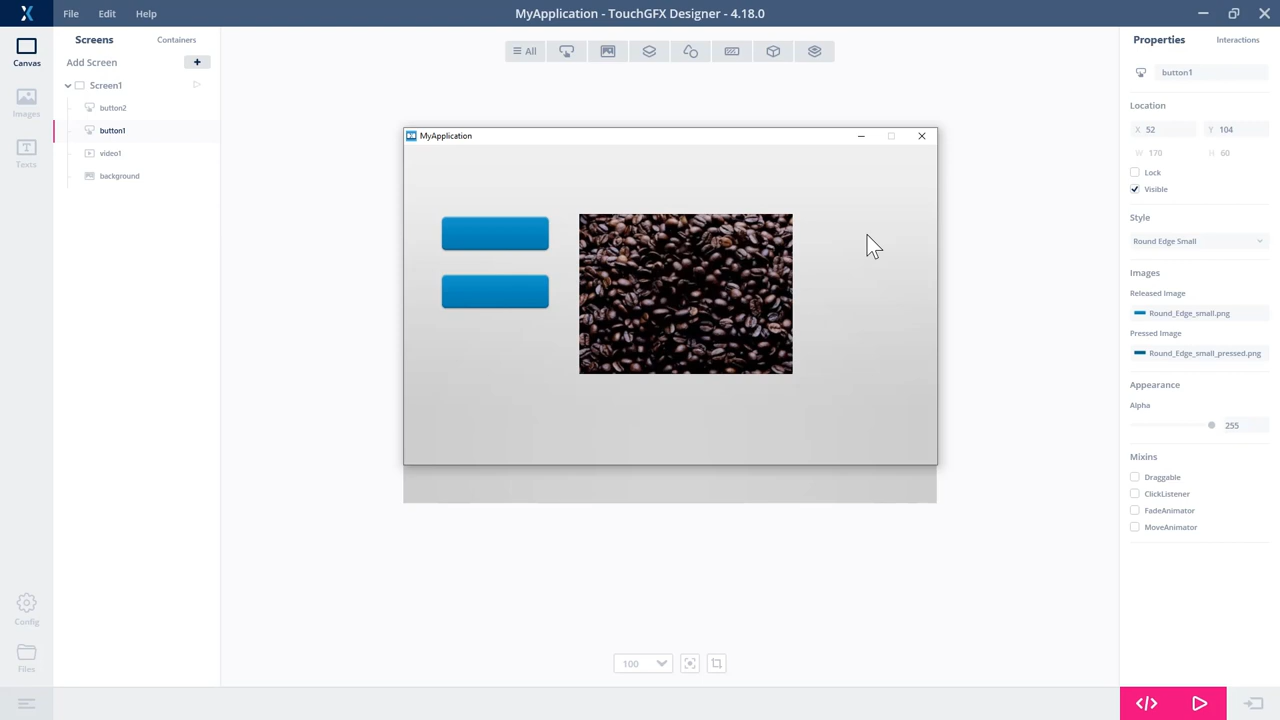 File Edit Help
MyApplication - TouchGFX Designer - 4.18.0
Canvas
Images
Texts
Config
Files
Screens Containers
Add Screen +
Screen1
button2
button1
video1
background
All
MyApplication
100
Properties Interactions
button1
Location
X 52 Y 104
W 170 H 60
Lock
Visible
Style
Round Edge Small
Images
Released Image
Round_Edge_small.png
Pressed Image
Round_Edge_small_pressed.png
Appearance
Alpha
255
Mixins
Draggable
ClickListener
FadeAnimator
MoveAnimator